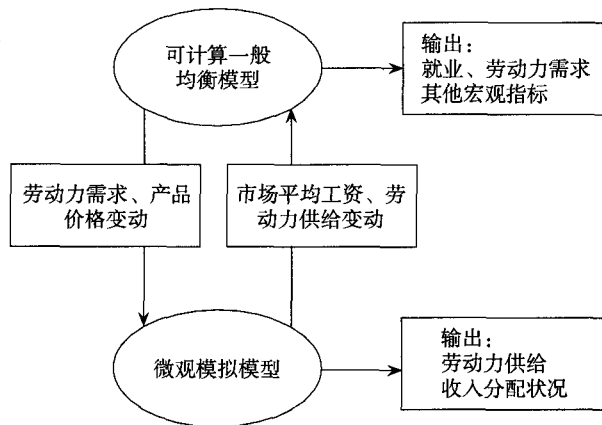 可计算一般
均衡模型
输出：
就业、劳动力需求
其他宏观指标
劳动力需求、产品
价格变动
市场平均工资、劳
动力供给变动
微观模拟模型
输出：
劳动力供给
收入分配状况